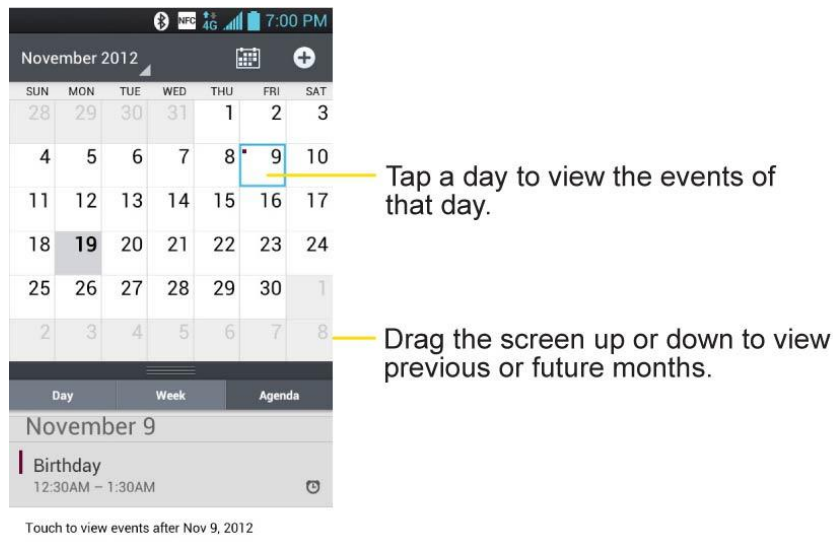 NFC 4G 7:00 PM
November 2012
SUN MON TUE WED THU FRI SAT
28 29 30 31 1 2 3
4 5 6 7 8 9 10
11 12 13 14 15 16 17
18 19 20 21 22 23 24
25 26 27 28 29 30 1
2 3 4 5 6 7 8
Tap a day to view the events of
that day.
Drag the screen up or down to view
previous or future months.
Day Week Agenda
November 9
Birthday
12:30AM – 1:30AM
Touch to view events after Nov 9, 2012